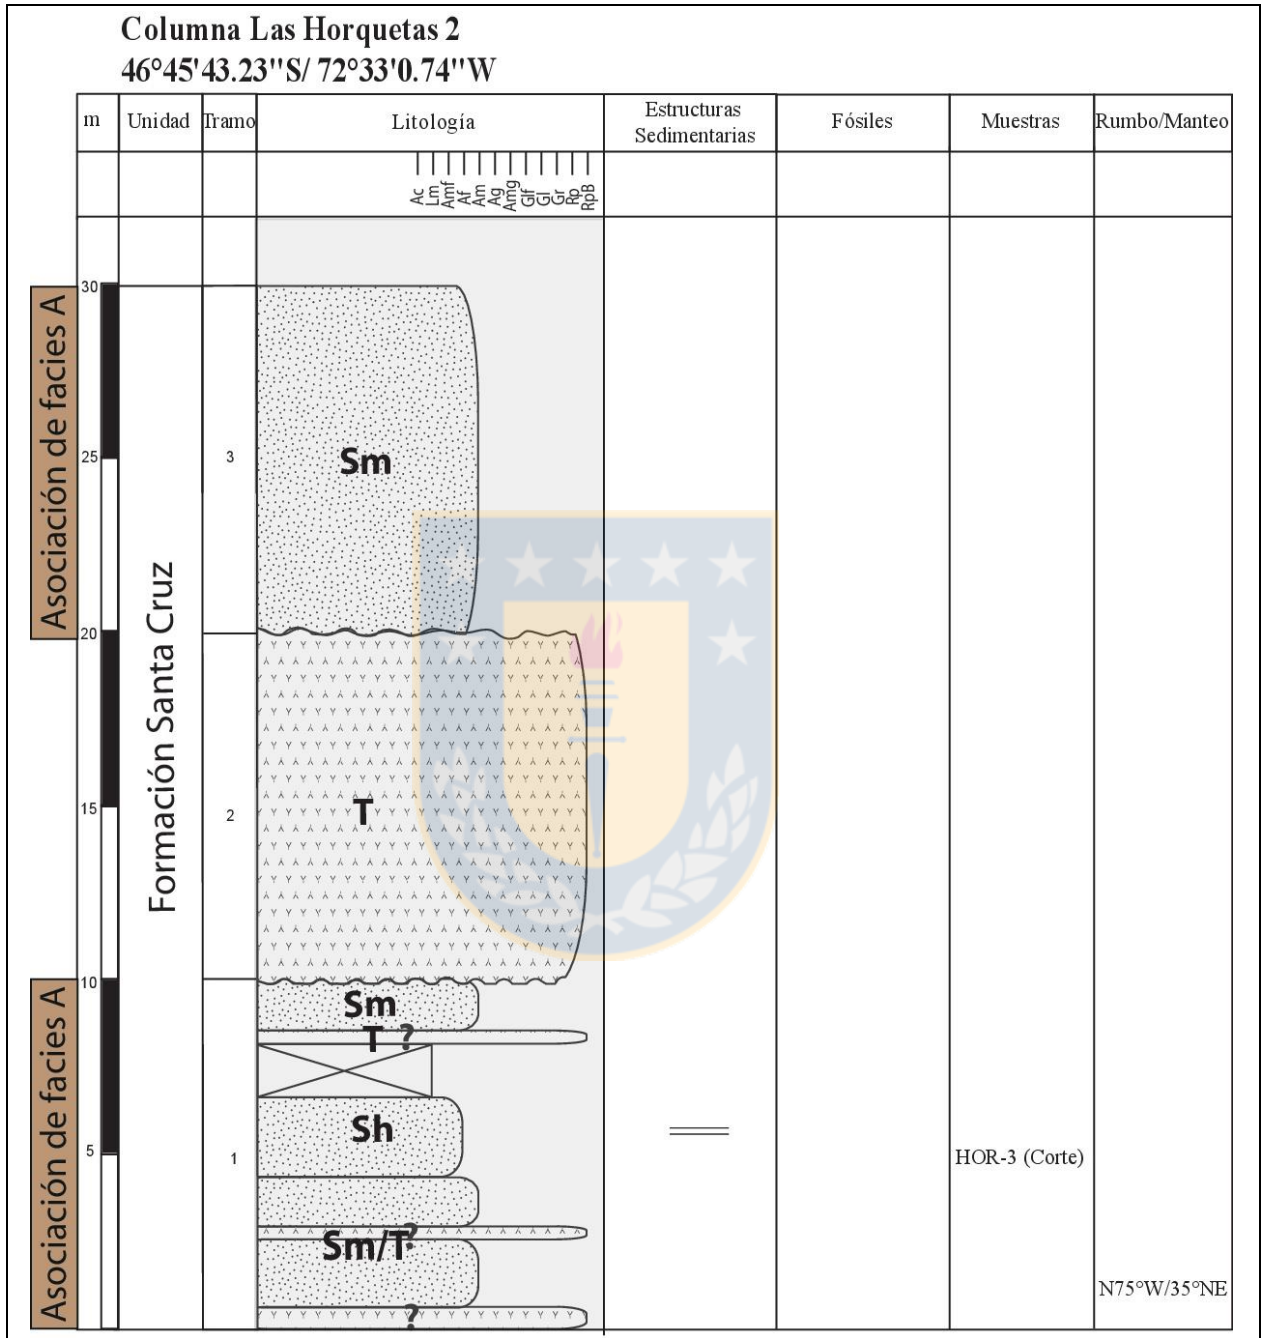 Columna Las Horquetas 2
46°45'43.23"S/ 72°33'0.74"W
m
Unidad
Tramo
Litología
Estructuras
Sedimentarias
Fósiles
Muestras
Rumbo/Manteo
Ac
Lm
Amf
Af
Am
Ag
Amg
Glf
Gl
Gr
Rp
RpB
Asociación de facies A
30
25
20
3
Sm
Formación Santa Cruz
15
2
T
Asociación de facies A
10
Sm
T ?
Sh
5
1
HOR-3 (Corte)
?
Sm/T
N75°W/35°NE
?